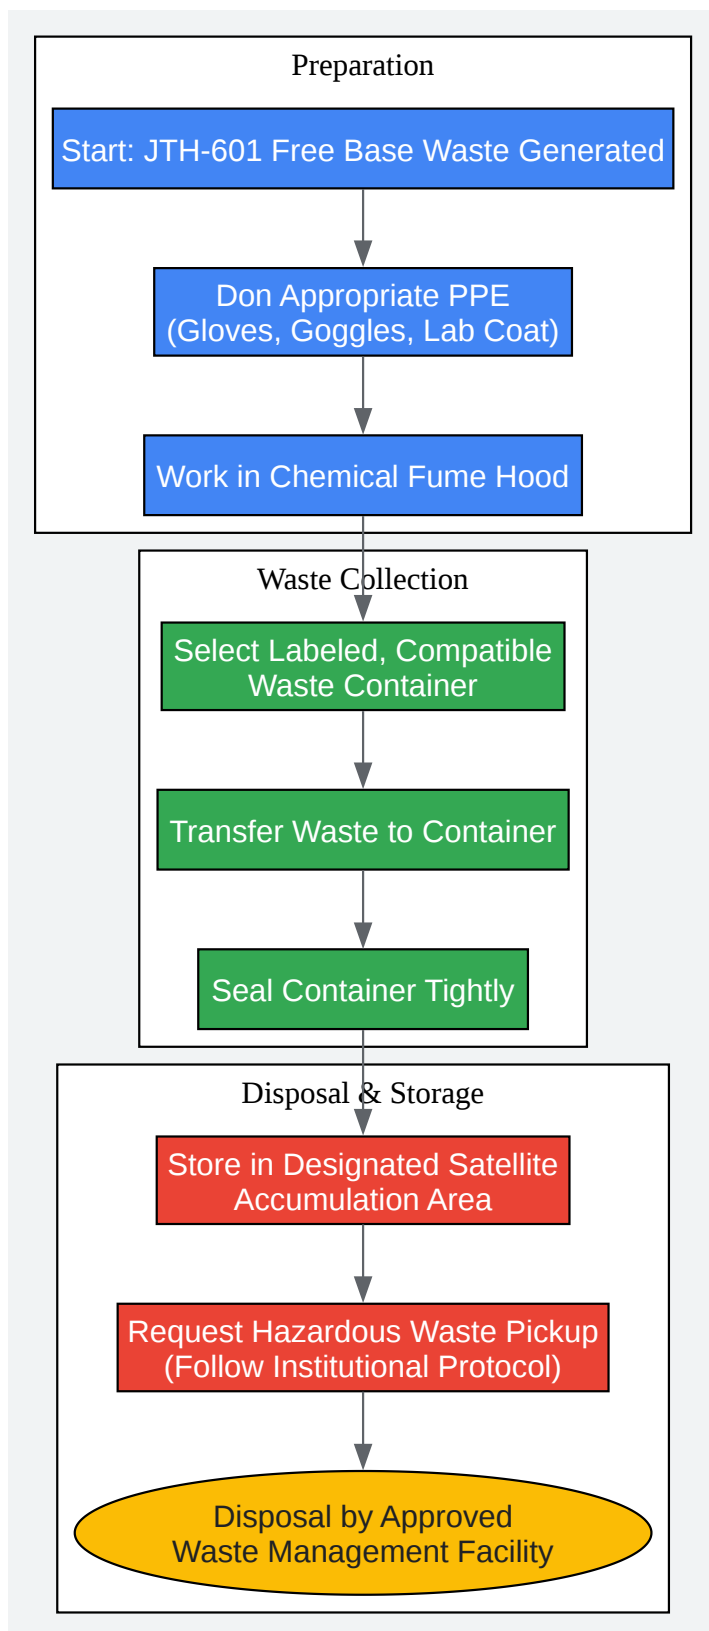 Preparation
Start: JTH-601 Free Base Waste Generated
Don Appropriate PPE
(Gloves, Goggles, Lab Coat)
Work in Chemical Fume Hood
Waste Collection
Select Labeled, Compatible
Waste Container
Transfer Waste to Container
Seal Container Tightly
Disposal & Storage
Store in Designated Satellite
Accumulation Area
Request Hazardous Waste Pickup
(Follow Institutional Protocol)
Disposal by Approved
Waste Management Facility